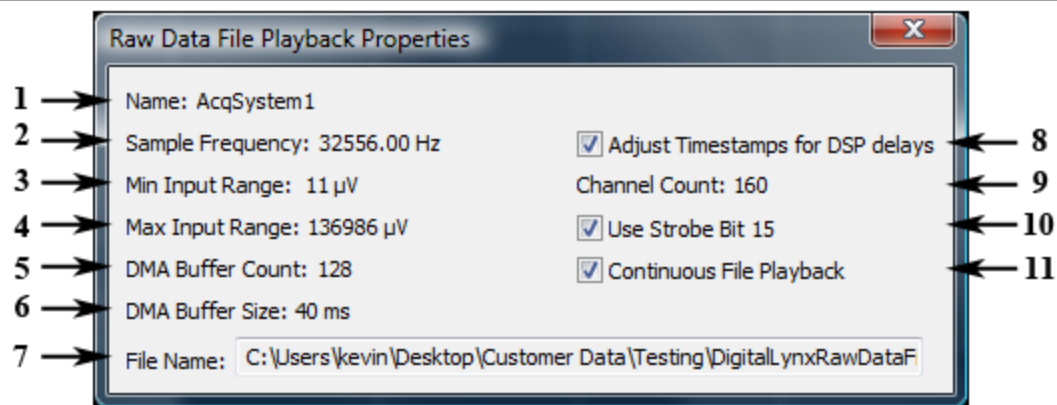 Raw Data File Playback Properties
1 Name: AcqSystem1
2 Sample Frequency: 32556.00 Hz
Adjust Timestamps for DSP delays 8
3 Min Input Range: 11 µV
Channel Count: 160 9
4 Max Input Range: 136986 µV
Use Strobe Bit 15 10
5 DMA Buffer Count: 128
Continuous File Playback 11
6 DMA Buffer Size: 40 ms
7 File Name: C:\Users\kevin\Desktop\Customer Data\Testing\DigitalLynxRawDataF